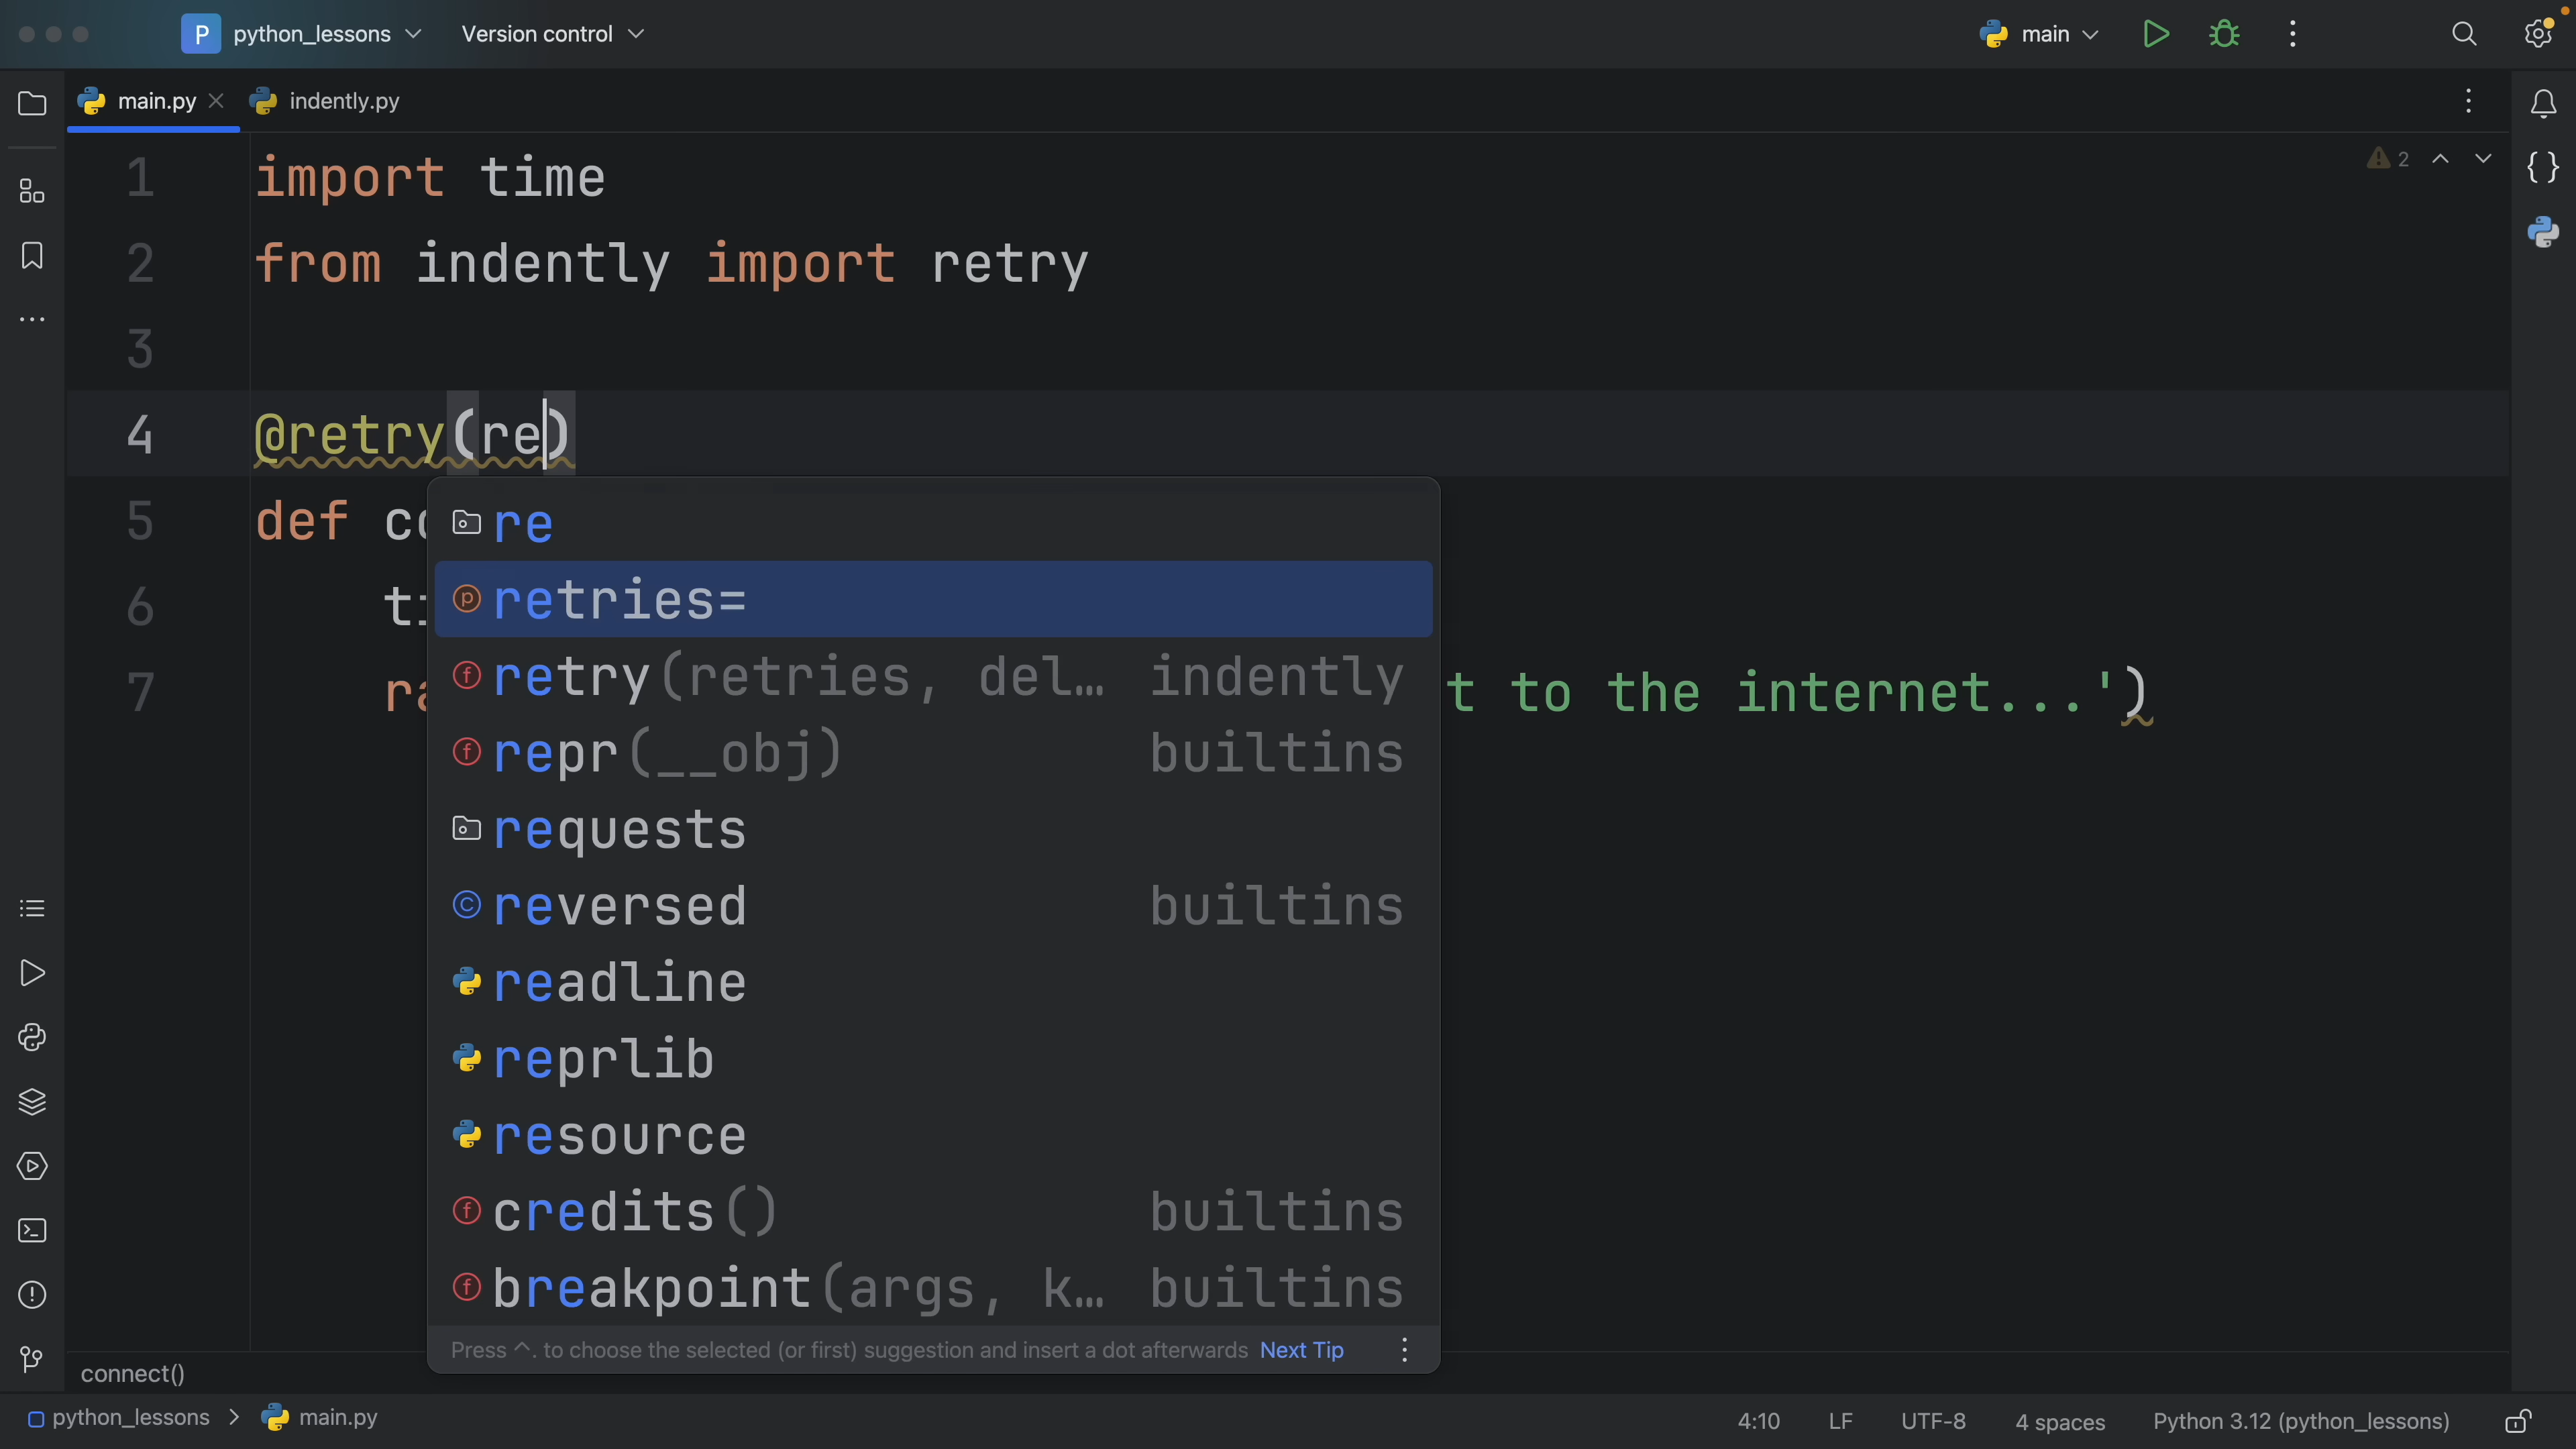 P python_lessons Version control main
main.py indently.py
1 import time
2
2 from indently import retry
3
4 @retry(re)
5 def co
6 ti
7 ra t to the internet...')
re
retries=
retry(retries, del... indently
repr(__obj) builtins
requests
reversed builtins
readline
reprlib
resource
credits() builtins
breakpoint(args, k... builtins
Press ^. to choose the selected (or first) suggestion and insert a dot afterwards Next Tip
connect()
python_lessons > main.py 4:10 LF UTF-8 4 spaces Python 3.12 (python_lessons)